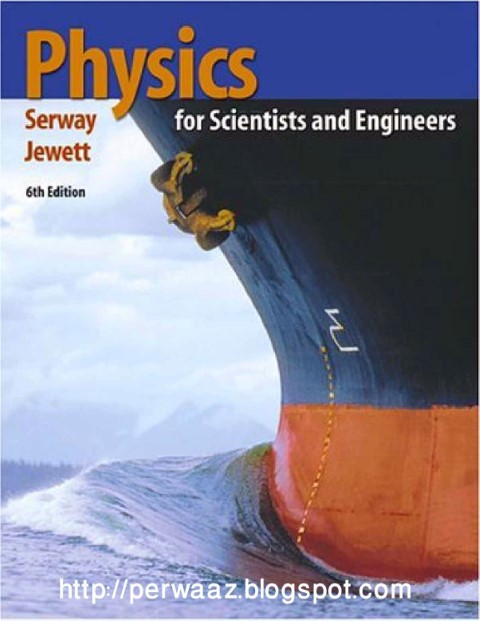 Physics
Serway
Jewett
for Scientists and Engineers
6th Edition
http://perwaaz.blogspot.com